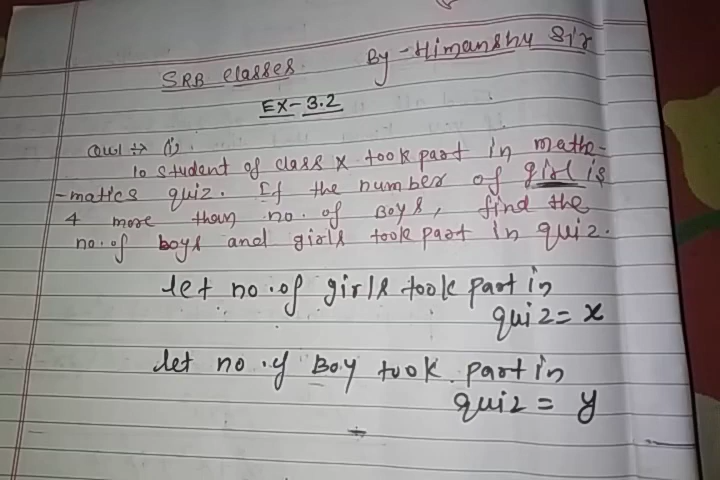 SRB classes. By - Himanshu Sir
EX-3.2
Qus1 → (i).
10 student of class X took part in mathe-
-matics quiz. If the number of girl is
4 more than no. of Boys, find the
no. of boys and girls took part in quiz.
let no. of girls took part in
quiz = x
let no. of Boy took part in
quiz = y